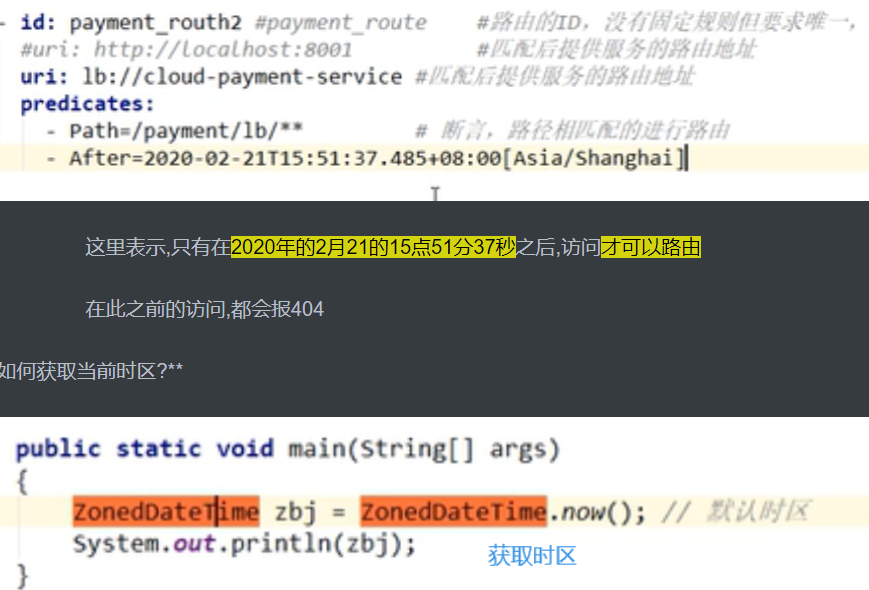 - id: payment_routh2 #payment_route #路由的ID，没有固定规则但要求唯一，
#uri: http://localhost:8001 #匹配后提供服务的路由地址
uri: lb://cloud-payment-service #匹配后提供服务的路由地址
predicates:
- Path=/payment/lb/** # 断言，路径相匹配的进行路由
- After=2020-02-21T15:51:37.485+08:00[Asia/Shanghai]
这里表示,只有在2020年的2月21的15点51分37秒之后,访问才可以路由
在此之前的访问,都会报404
如何获取当前时区?**
public static void main(String[] args)
{
ZonedDateTime zbj = ZonedDateTime.now(); // 默认时区
System.out.println(zbj);
获取时区
}